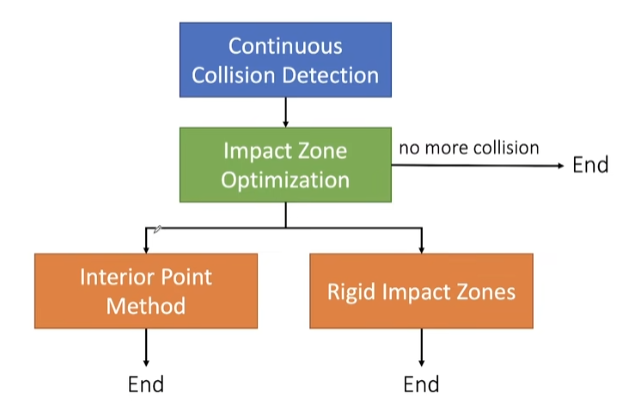 Continuous
Collision Detection
Impact Zone
Optimization
no more collision
End
Interior Point
Method
Rigid Impact Zones
End
End